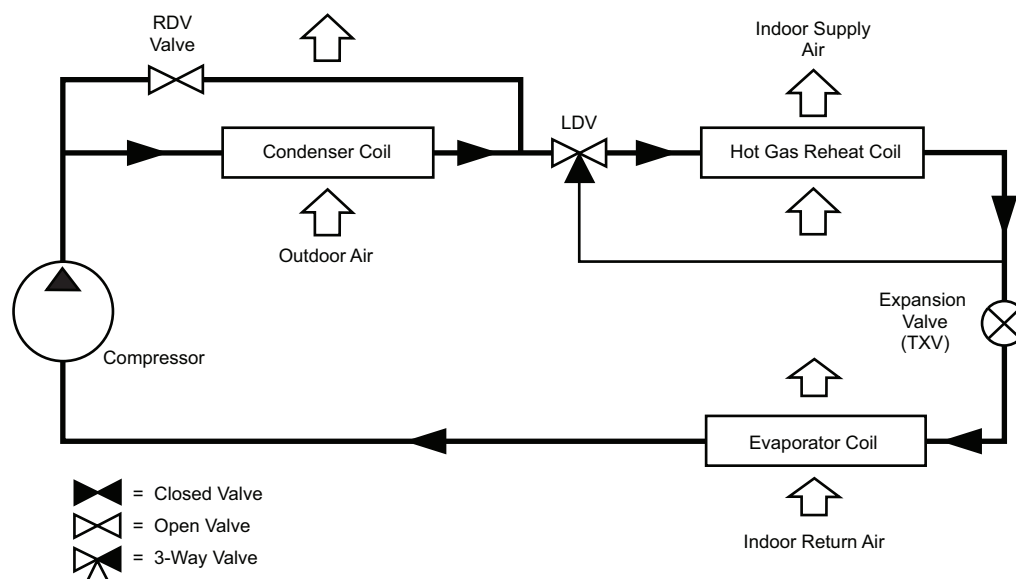 RDV
Valve
Indoor Supply
Air
LDV
Condenser Coil
Hot Gas Reheat Coil
Outdoor Air
Expansion
Valve
(TXV)
Compressor
Evaporator Coil
Indoor Return Air
= Closed Valve
= Open Valve
= 3-Way Valve